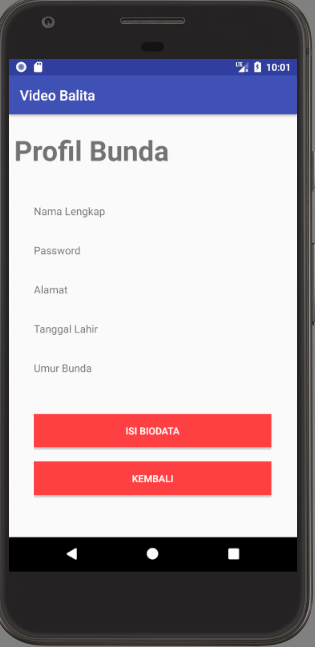 LTE 10:01
Video Balita
Profil Bunda
Nama Lengkap
Password
Alamat
Tanggal Lahir
Umur Bunda
ISI BIODATA
KEMBALI